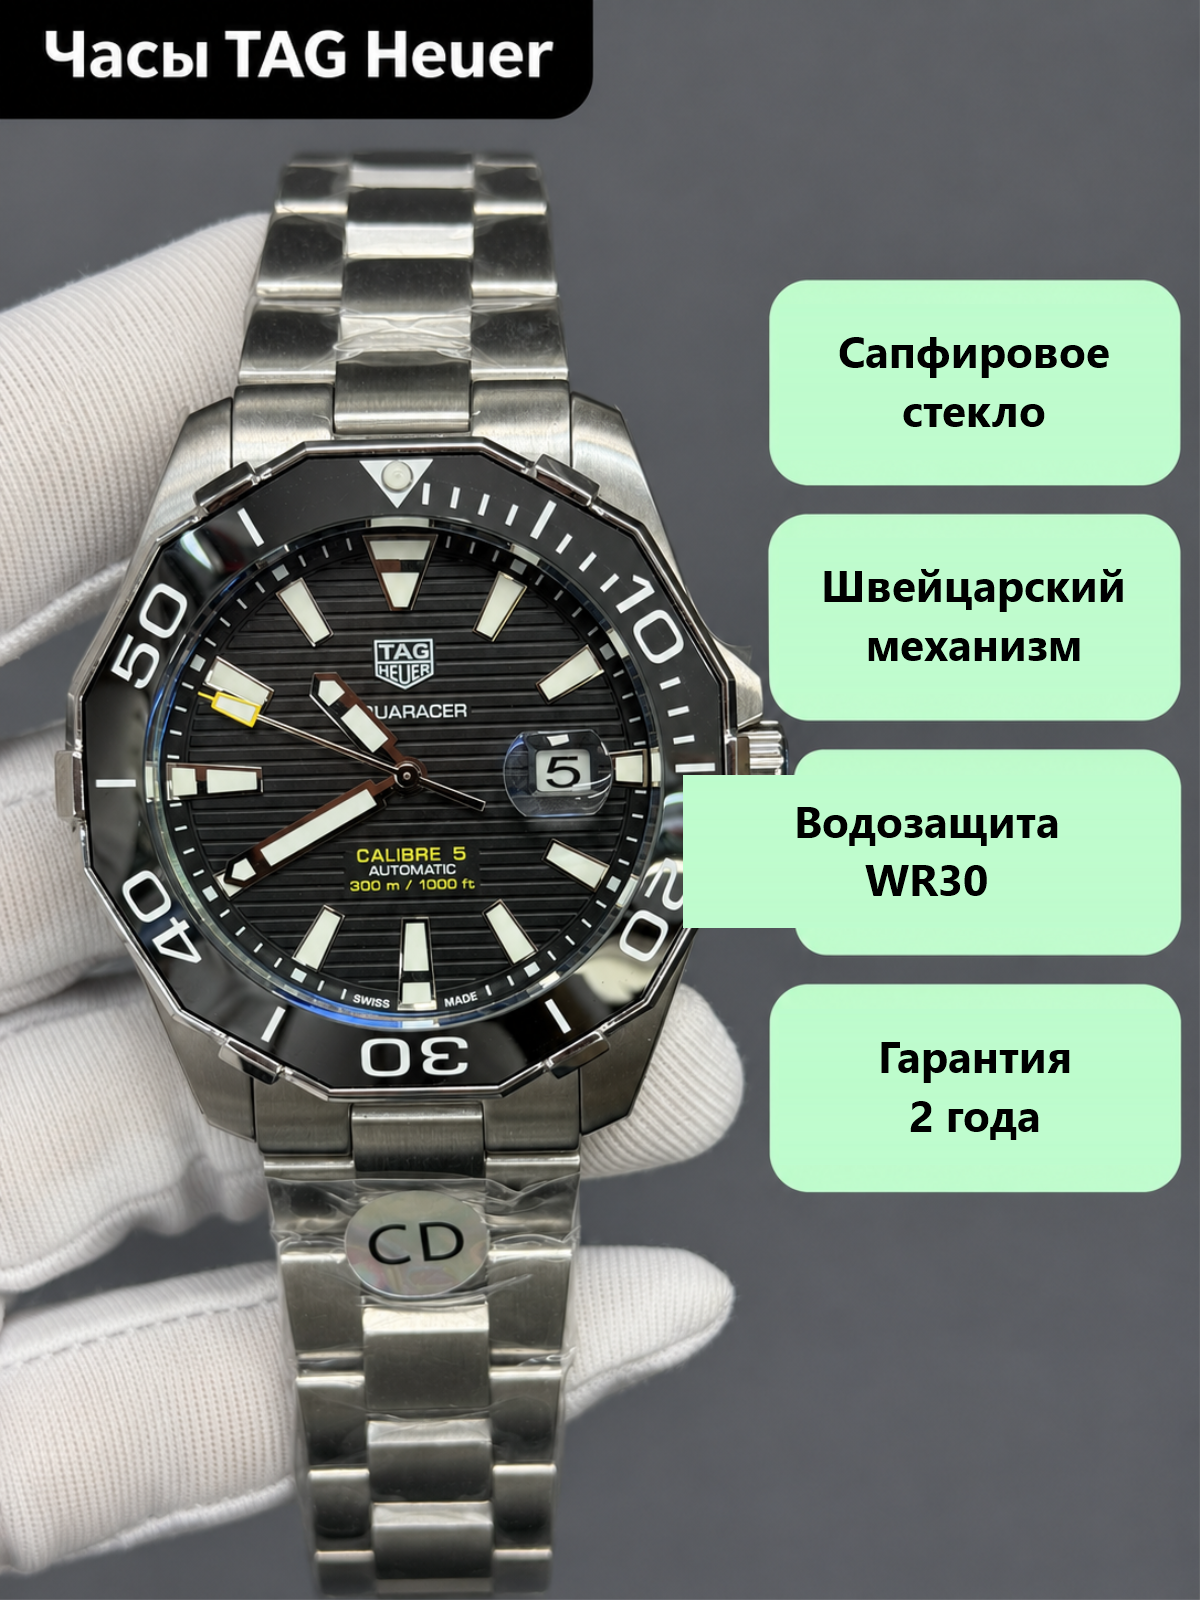 Часы TAG Heuer
Сапфировое
стекло
Швейцарский
механизм
Водозащита
WR30
Гарантия
2 года
10
20
30
40
50
TAG
HEUER
5
CALIBRE 5
AUTOMATIC
300 m / 1000 ft
SWISS MADE
CD